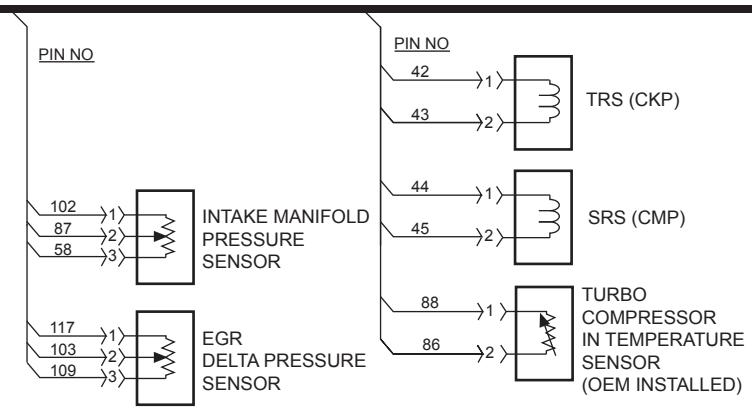 PIN NO
102 1
87 2
58 3
INTAKE MANIFOLD
PRESSURE
SENSOR
117 1
103 2
109 3
EGR
DELTA PRESSURE
SENSOR
PIN NO
42 1
43 2
TRS (CKP)
44 1
45 2
SRS (CMP)
88 1
86 2
TURBO
COMPRESSOR
IN TEMPERATURE
SENSOR
(OEM INSTALLED)